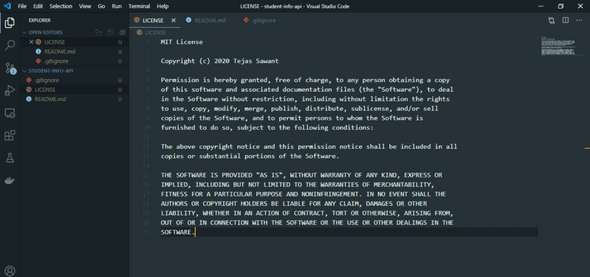 File Edit Selection View Go Run Terminal Help
LICENSE - student-info-api - Visual Studio Code
EXPLORER
OPEN EDITORS
LICENSE U
README.md U
.gitignore U
STUDENT-INFO-API
.gitignore U
LICENSE U
README.md U
LICENSE
README.md
.gitignore
LICENSE
MIT License
Copyright (c) 2020 Tejas Sawant
Permission is hereby granted, free of charge, to any person obtaining a copy
of this software and associated documentation files (the "Software"), to deal
in the Software without restriction, including without limitation the rights
to use, copy, modify, merge, publish, distribute, sublicense, and/or sell
copies of the Software, and to permit persons to whom the Software is
furnished to do so, subject to the following conditions:
The above copyright notice and this permission notice shall be included in all
copies or substantial portions of the Software.
THE SOFTWARE IS PROVIDED "AS IS", WITHOUT WARRANTY OF ANY KIND, EXPRESS OR
IMPLIED, INCLUDING BUT NOT LIMITED TO THE WARRANTIES OF MERCHANTABILITY,
FITNESS FOR A PARTICULAR PURPOSE AND NONINFRINGEMENT. IN NO EVENT SHALL THE
AUTHORS OR COPYRIGHT HOLDERS BE LIABLE FOR ANY CLAIM, DAMAGES OR OTHER
LIABILITY, WHETHER IN AN ACTION OF CONTRACT, TORT OR OTHERWISE, ARISING FROM,
OUT OF OR IN CONNECTION WITH THE SOFTWARE OR THE USE OR OTHER DEALINGS IN THE
SOFTWARE.